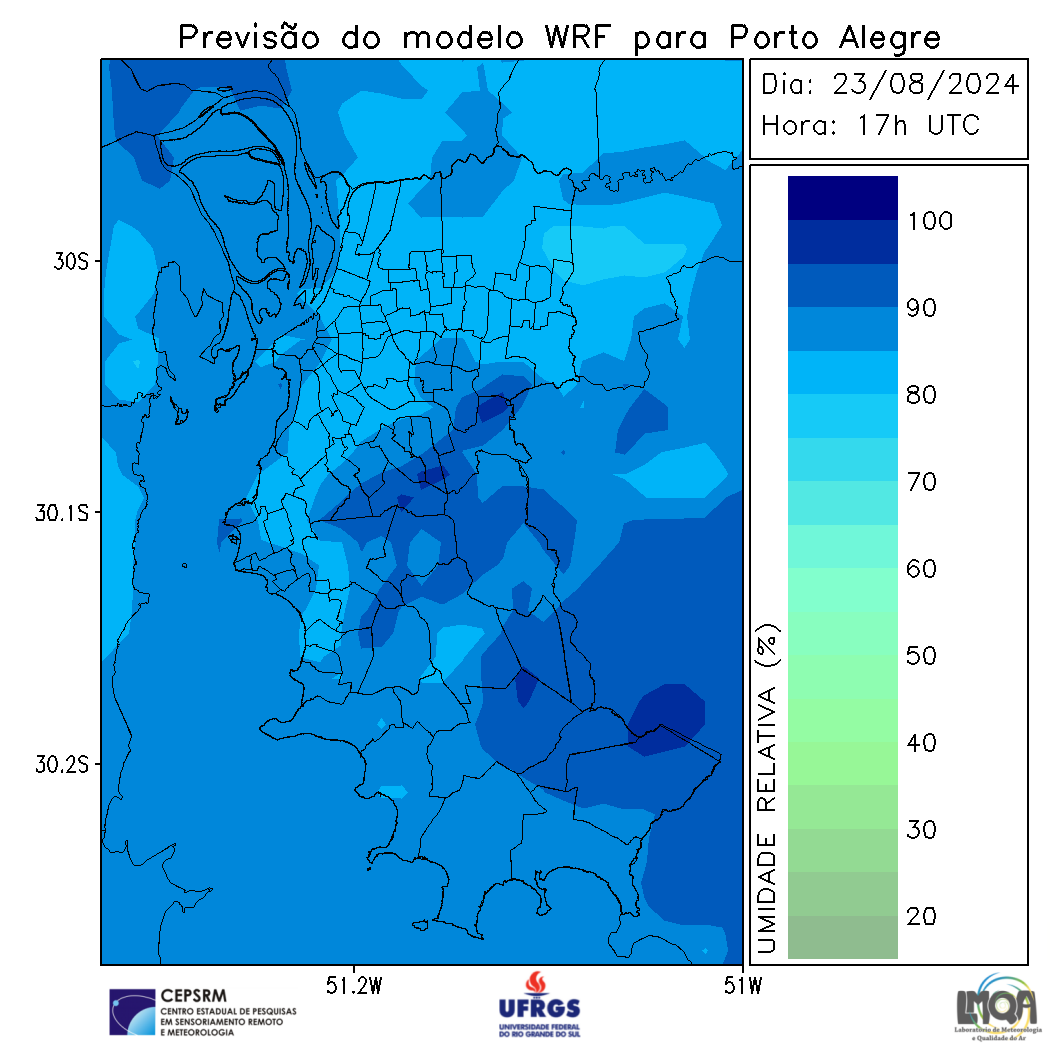 Previsão do modelo WRF para Porto Alegre
Dia: 23/08/2024
Hora: 17h UTC
30S
30.1S
30.2S
51.2W
51W
100
90
80
70
60
50
40
30
20
UMIDADE RELATIVA (%)
CEPSRM
CENTRO ESTADUAL DE PESQUISAS
EM SENSORIAMENTO REMOTO
E METEOROLOGIA
UFRGS
UNIVERSIDADE FEDERAL
DO RIO GRANDE DO SUL
LMQA
Laboratório de Meteorologia
e Qualidade do Ar